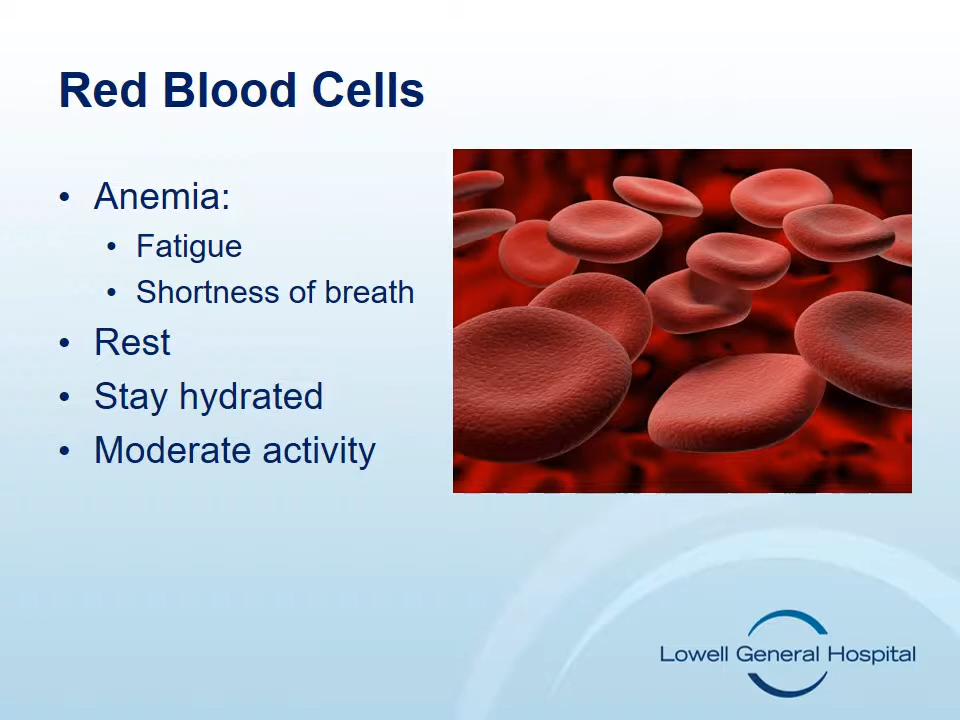 Red Blood Cells
• Anemia:
• Fatigue
• Shortness of breath
• Rest
• Stay hydrated
• Moderate activity
Lowell General Hospital